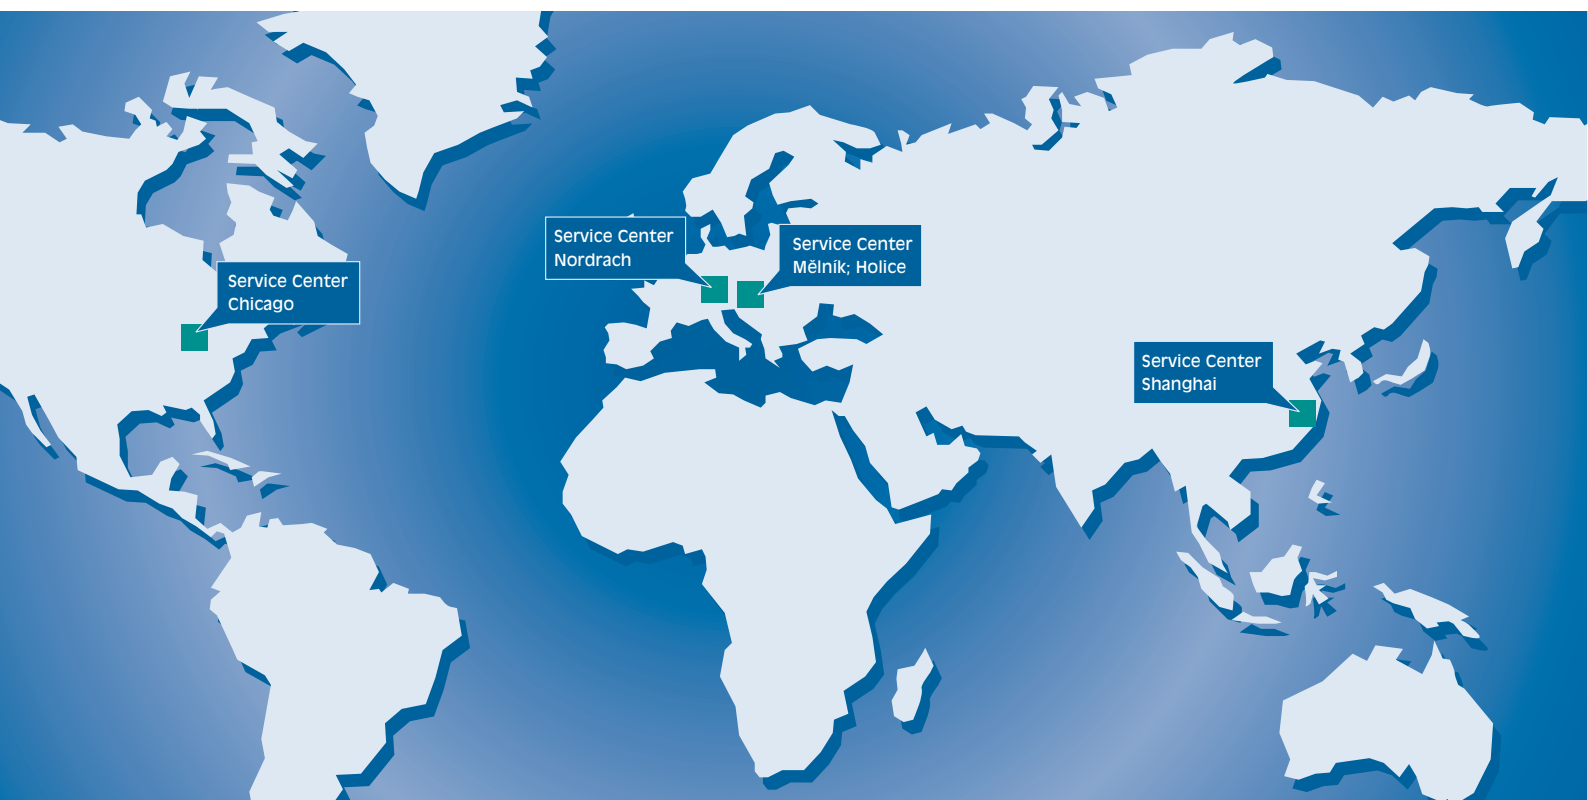 Service Center
Nordrach
Service Center
Mělník; Holice
Service Center
Chicago
Service Center
Shanghai